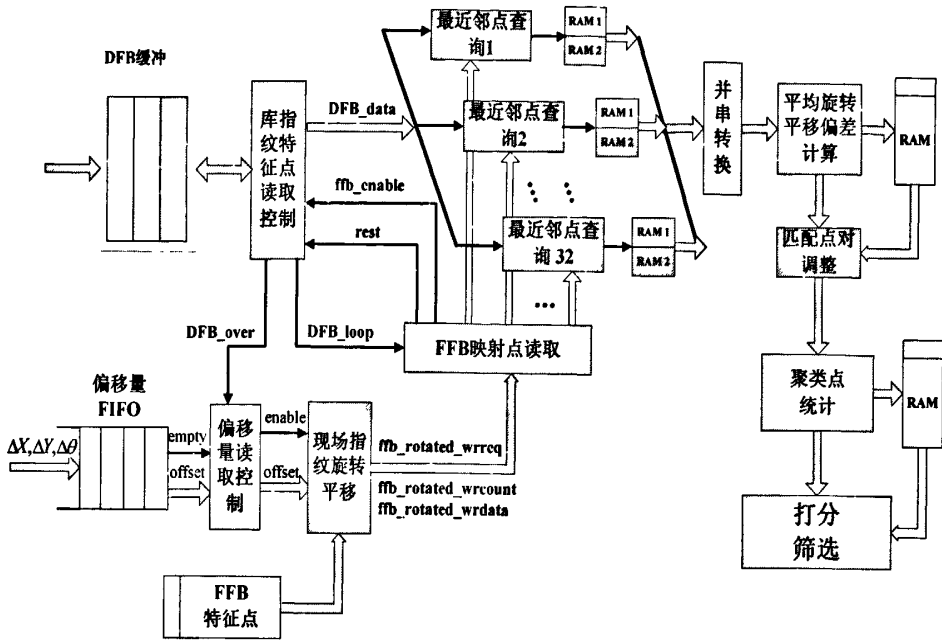 DFB缓冲
库指
纹特
征点
读取
控制
DFB_data
ffb_cnable
rest
DFB_over
DFB_loop
最近邻点查
询1
RAM 1
RAM 2
最近邻点查
询2
RAM 1
RAM 2
最近邻点查
询 32
RAM 1
RAM 2
...
FFB映射点读取
并
串
转
换
平均旋转
平移偏差
计算
RAM
匹配点对
调整
聚类点
统计
RAM
打分
筛选
偏移量
FIFO
ΔX,ΔY,Δθ
empty
offset
偏移
量读
取控
制
enable
offset
现场指
纹旋转
平移
ffb_rotated_wrreq
ffb_rotated_wrcount
ffb_rotated_wrdata
FFB
特征点